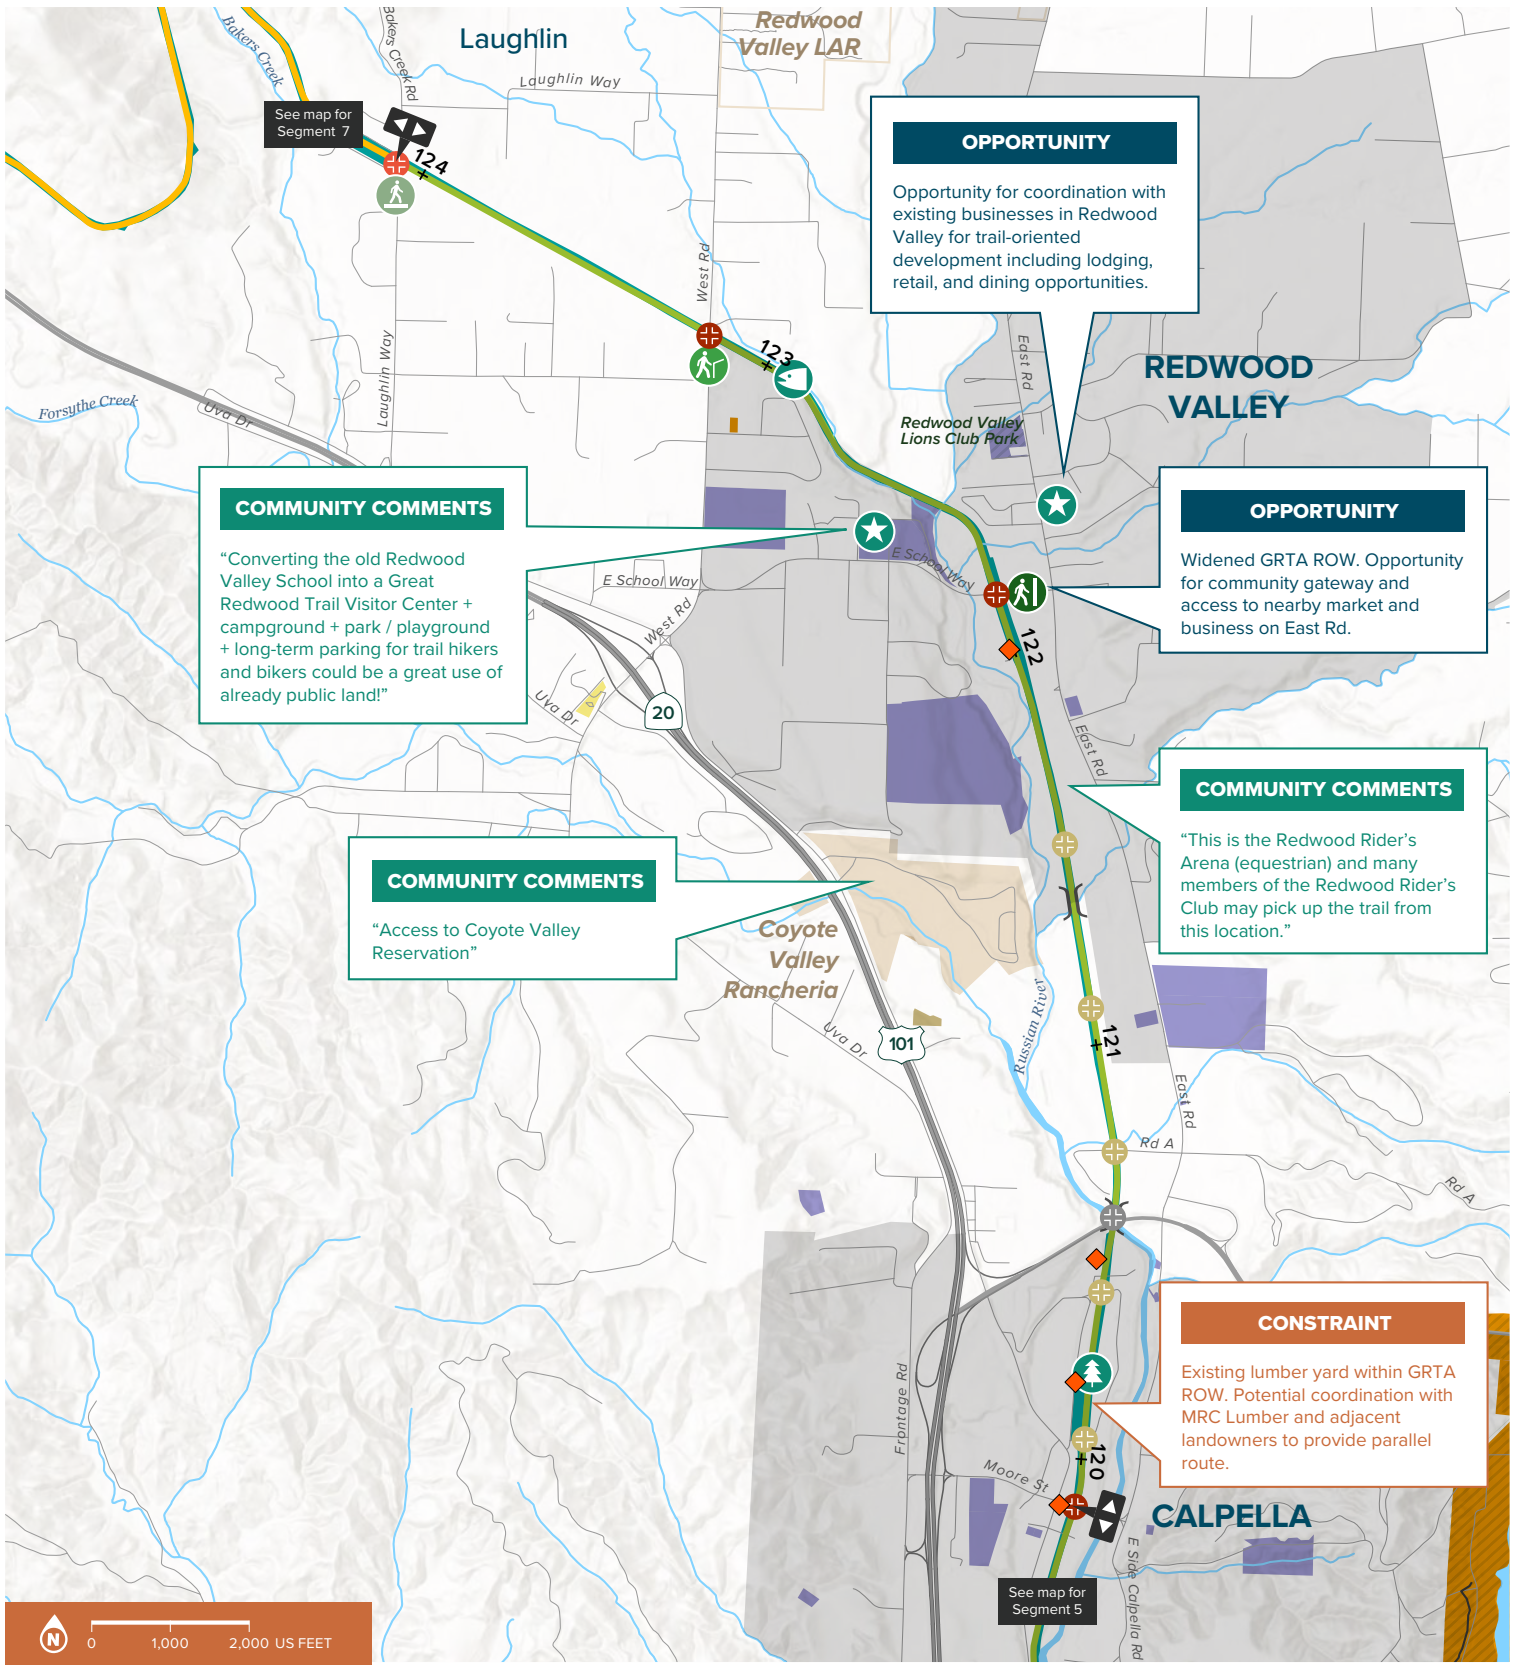 Redwood
Valley LAR
Laughlin
Bakers Creek
Bakers Creek Rd
Laughlin Way
See map for
Segment 7
124
OPPORTUNITY
Opportunity for coordination with
existing businesses in Redwood
Valley for trail-oriented
development including lodging,
retail, and dining opportunities.
West Rd
123
East Rd
REDWOOD
VALLEY
Laughlin Way
Forsythe Creek
Uva Dr
Redwood Valley
Lions Club Park
COMMUNITY COMMENTS
“Converting the old Redwood
Valley School into a Great
Redwood Trail Visitor Center +
campground + park / playground
+ long-term parking for trail hikers
and bikers could be a great use of
already public land!”
OPPORTUNITY
Widened GRTA ROW. Opportunity
for community gateway and
access to nearby market and
business on East Rd.
E School Way
E School Way
West Rd
122
Uva Dr
20
East Rd
COMMUNITY COMMENTS
“This is the Redwood Rider’s
Arena (equestrian) and many
members of the Redwood Rider’s
Club may pick up the trail from
this location.”
COMMUNITY COMMENTS
“Access to Coyote Valley
Reservation”
Coyote
Valley
Rancheria
Russian River
Uva Dr
101
121
East Rd
Rd A
Rd A
CONSTRAINT
Existing lumber yard within GRTA
ROW. Potential coordination with
MRC Lumber and adjacent
landowners to provide parallel
route.
Frontage Rd
120
Moore St
CALPELLA
E Side Calpella Rd
See map for
Segment 5
N
0 1,000 2,000 US FEET